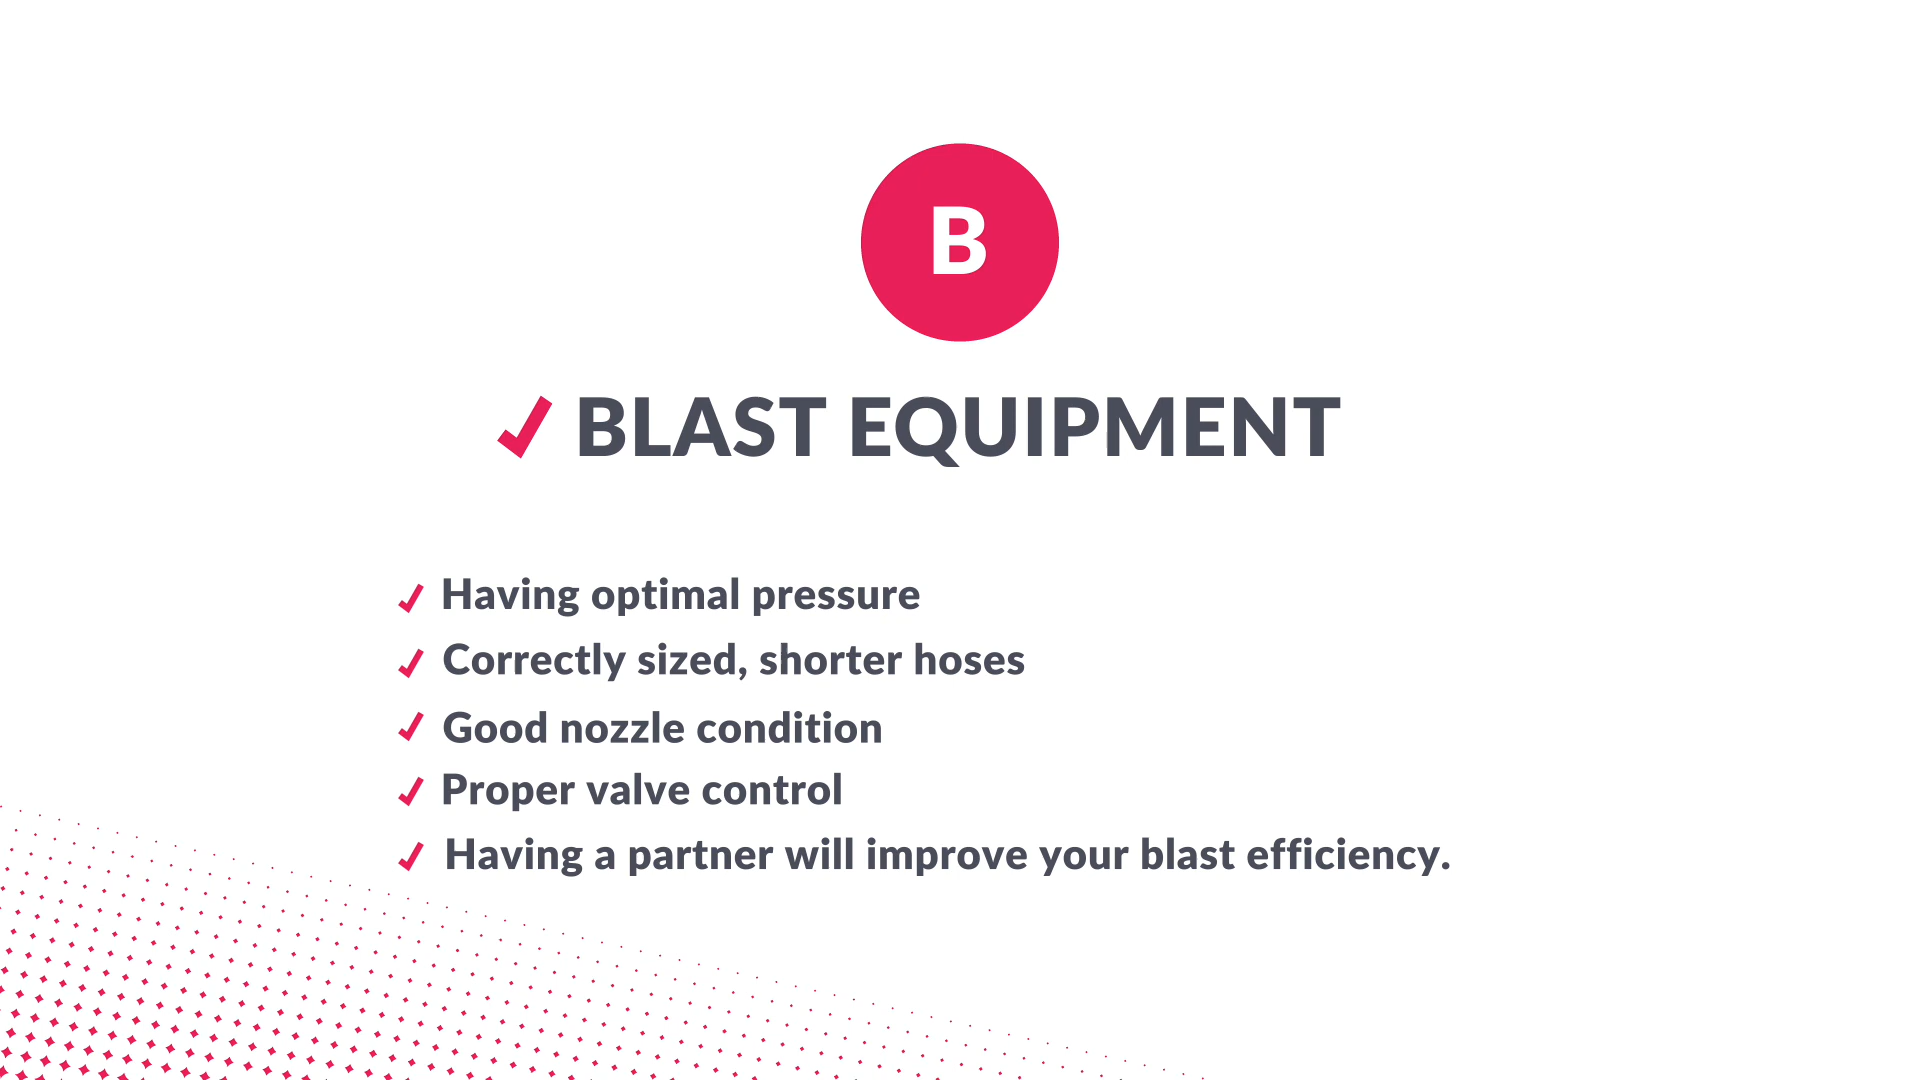 B
BLAST EQUIPMENT
Having optimal pressure
Correctly sized, shorter hoses
Good nozzle condition
Proper valve control
Having a partner will improve your blast efficiency.